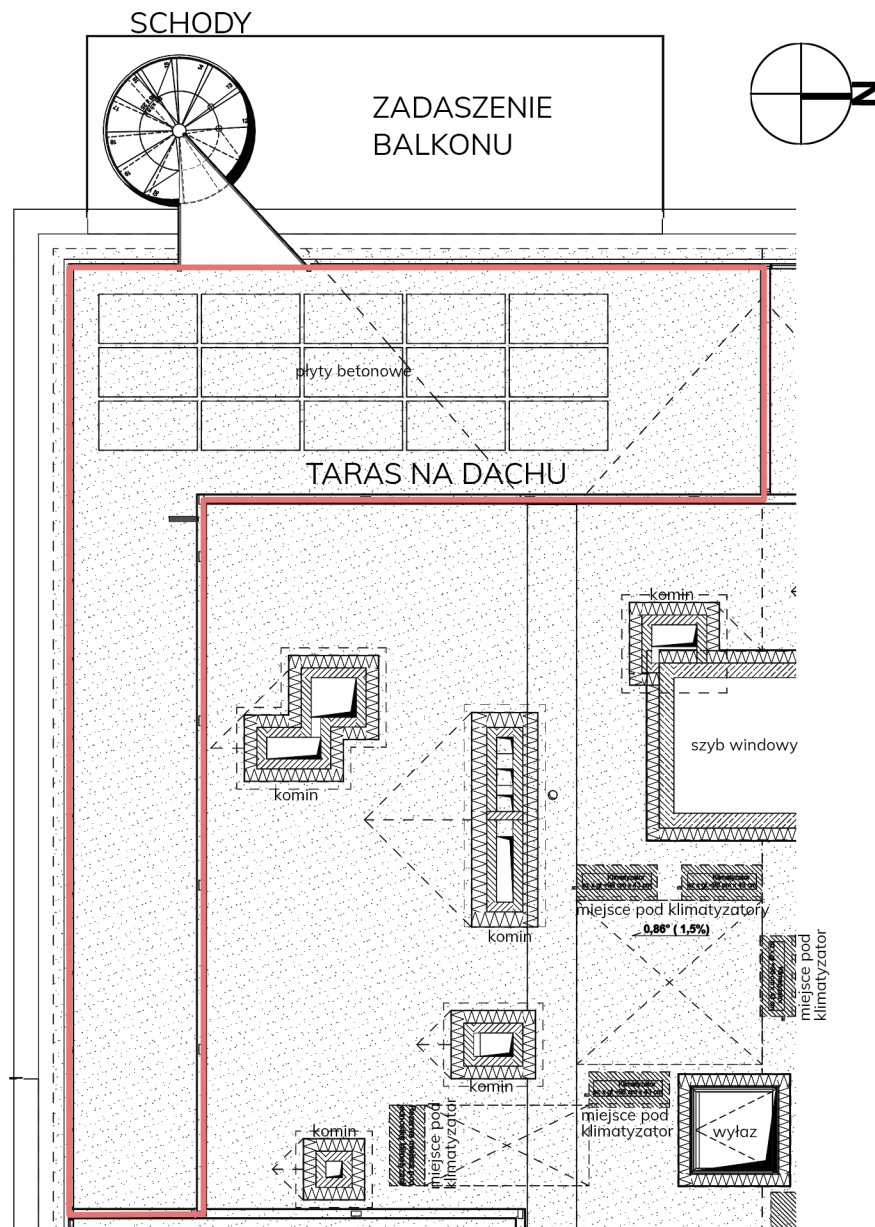 SCHODY
ZADASZENIE
BALKONU
N
płyty betonowe
TARAS NA DACHU
komin
szyb windowy
komin
komin
miejsce pod klimatyzatory
0,86° ( 1,5%)
miejsce pod
klimatyzator
komin
miejsce pod
klimatyzator
miejsce pod
klimatyzator
komin
wyłaz